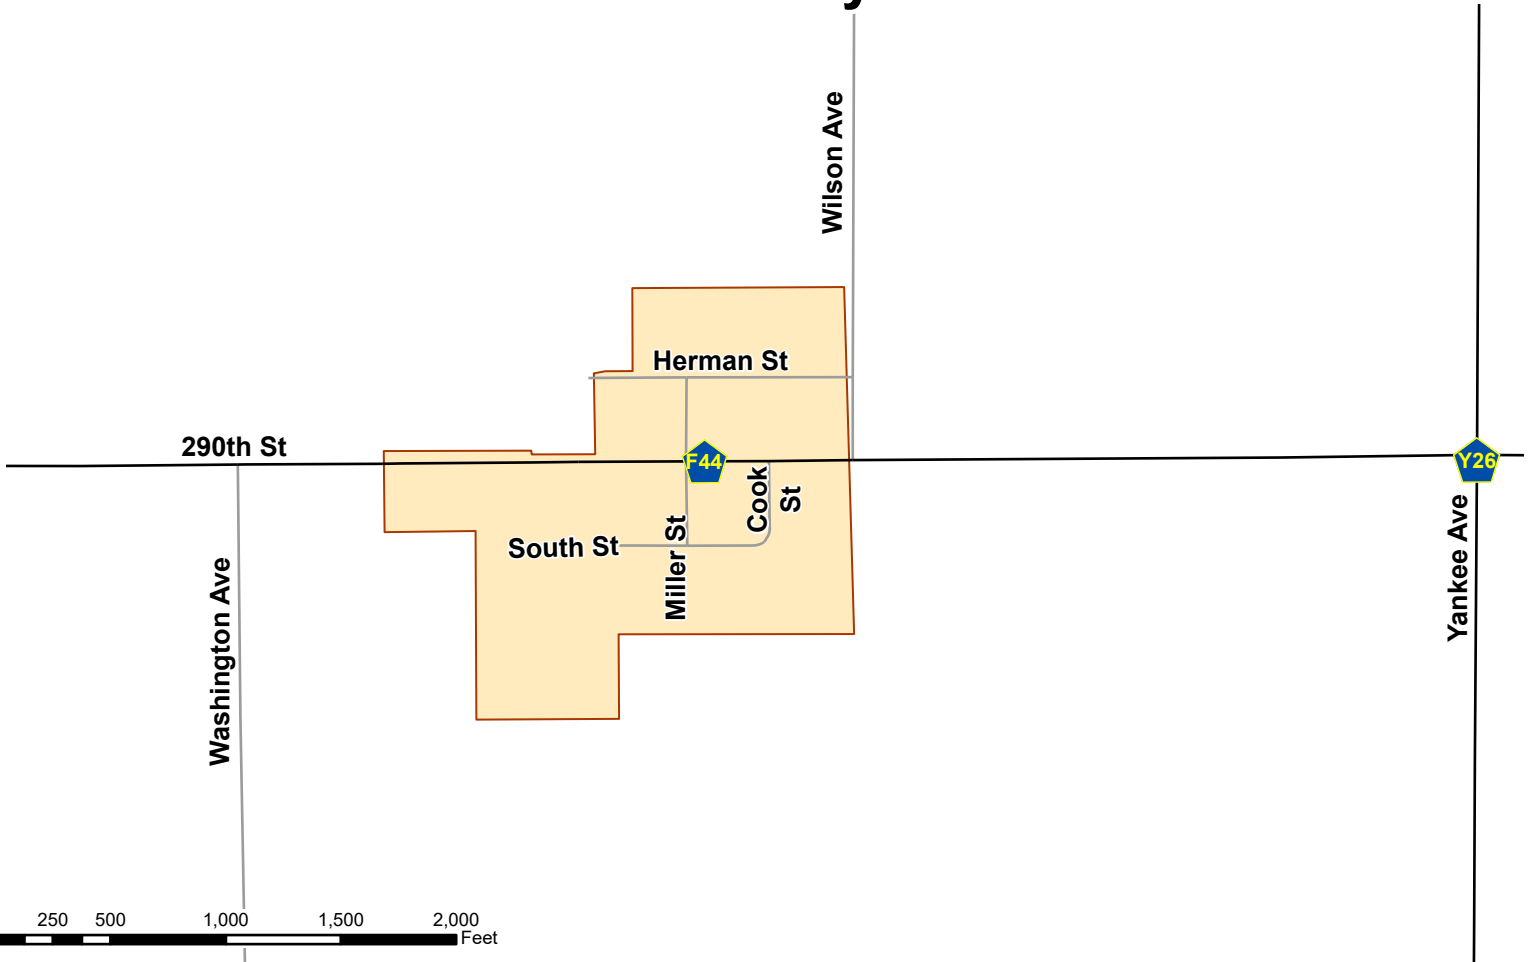 Wilson Ave
Herman St
290th St
F44
Y26
Cook
St
South St
Miller St
Yankee Ave
Washington Ave
250 500 1,000 1,500 2,000
Feet